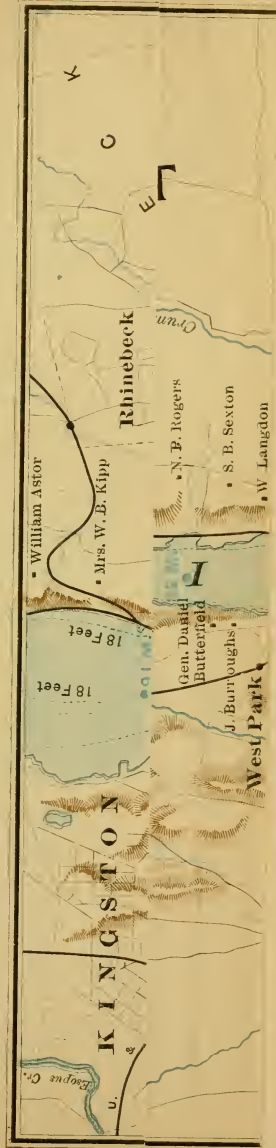 Esopus Cr.
U.
&
KINGSTON
18 Feet
18 Feet
William Astor
Mrs. W. B. Kipp
Rhinebeck
E C K
Crum
N. P. Rogers
S. B. Sexton
W Langdon
Gen. Daniel
Butterfield
J. Burroughs
West Park